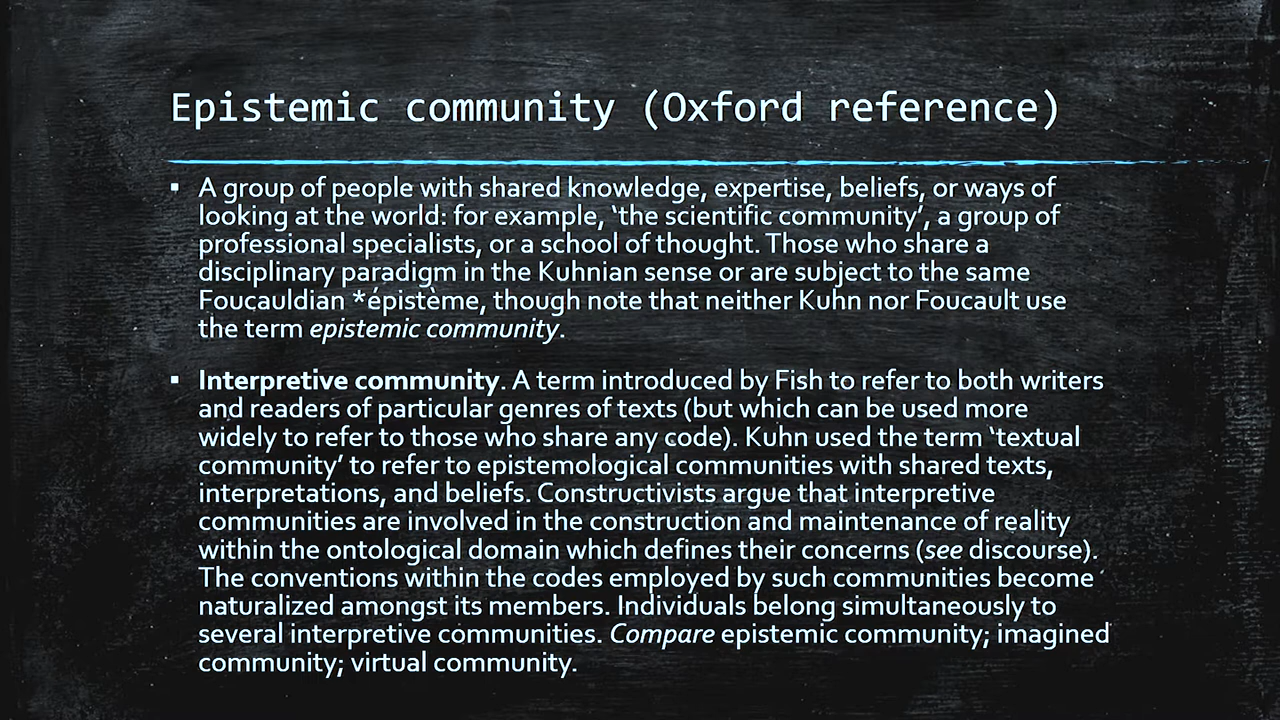 Epistemic community (Oxford reference)
▪ A group of people with shared knowledge, expertise, beliefs, or ways of
looking at the world: for example, ‘the scientific community’, a group of
professional specialists, or a school of thought. Those who share a
disciplinary paradigm in the Kuhnian sense or are subject to the same
Foucauldian *épistème, though note that neither Kuhn nor Foucault use
the term epistemic community.
▪ Interpretive community. A term introduced by Fish to refer to both writers
and readers of particular genres of texts (but which can be used more
widely to refer to those who share any code). Kuhn used the term ‘textual
community’ to refer to epistemological communities with shared texts,
interpretations, and beliefs. Constructivists argue that interpretive
communities are involved in the construction and maintenance of reality
within the ontological domain which defines their concerns (see discourse).
The conventions within the codes employed by such communities become
naturalized amongst its members. Individuals belong simultaneously to
several interpretive communities. Compare epistemic community; imagined
community; virtual community.